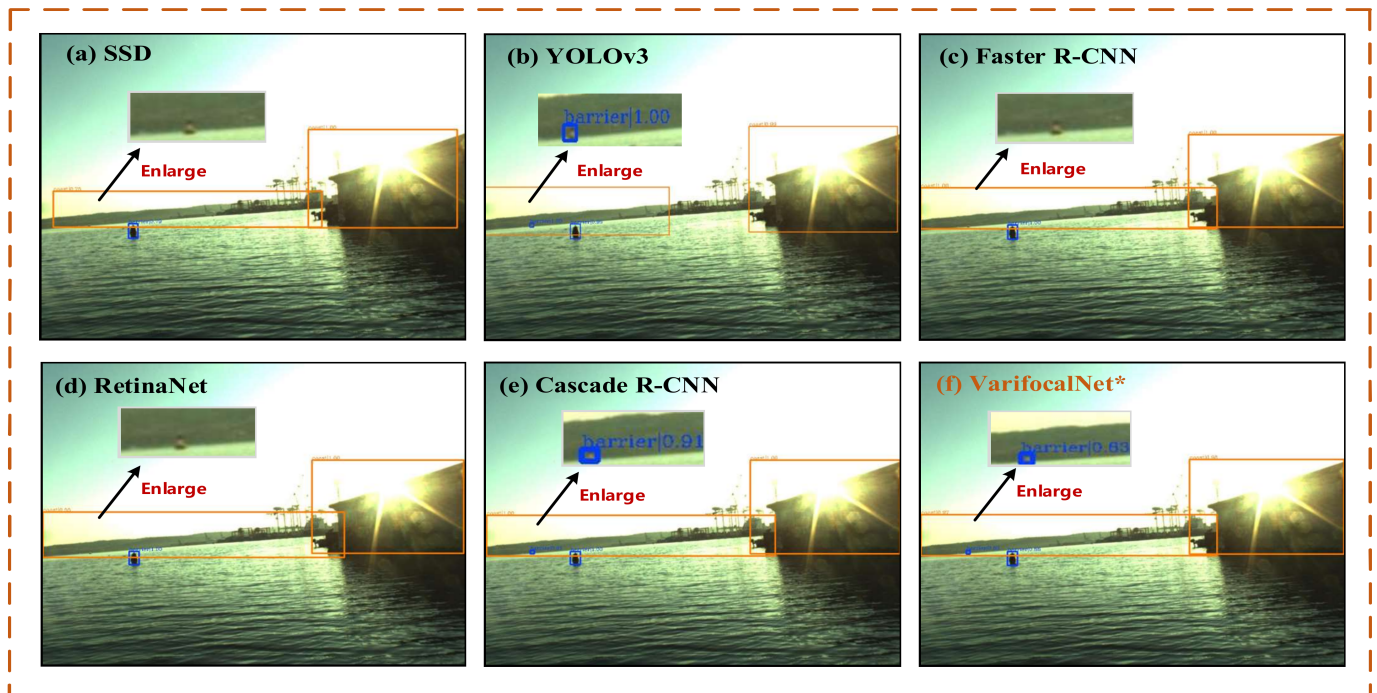 (a) SSD
(b) YOLOv3
(c) Faster R-CNN
barrier|1.00
Enlarge
Enlarge
Enlarge
(d) RetinaNet
(e) Cascade R-CNN
(f) VarifocalNet*
barrier|0.91
barrier|0.63
Enlarge
Enlarge
Enlarge